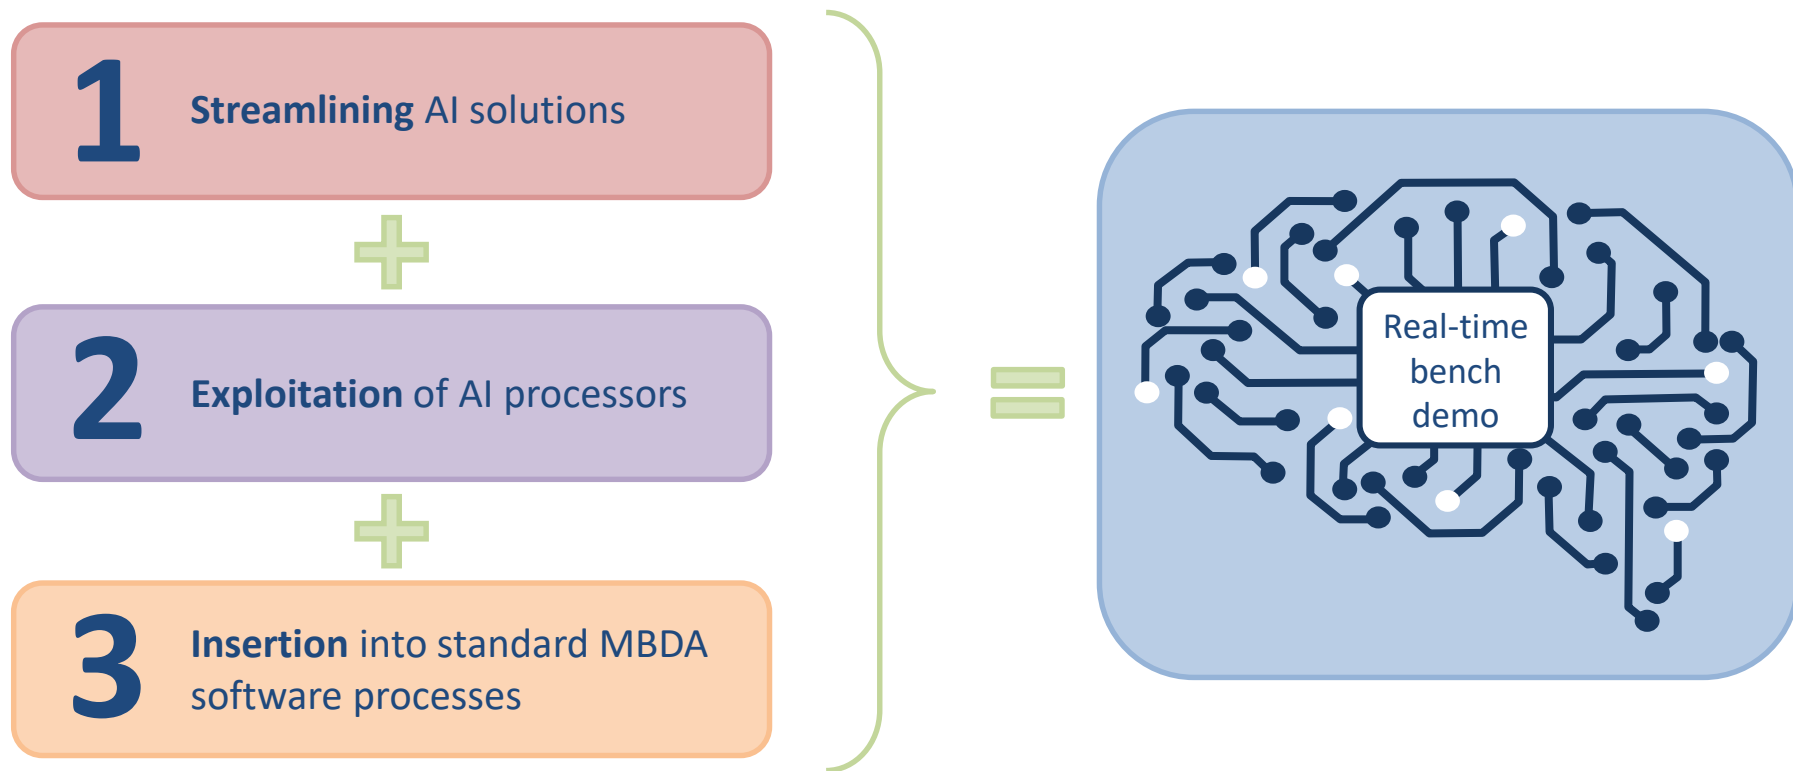 1
Streamlining AI solutions
2
Exploitation of AI processors
3
Insertion into standard MBDA
software processes
Real-time
bench
demo